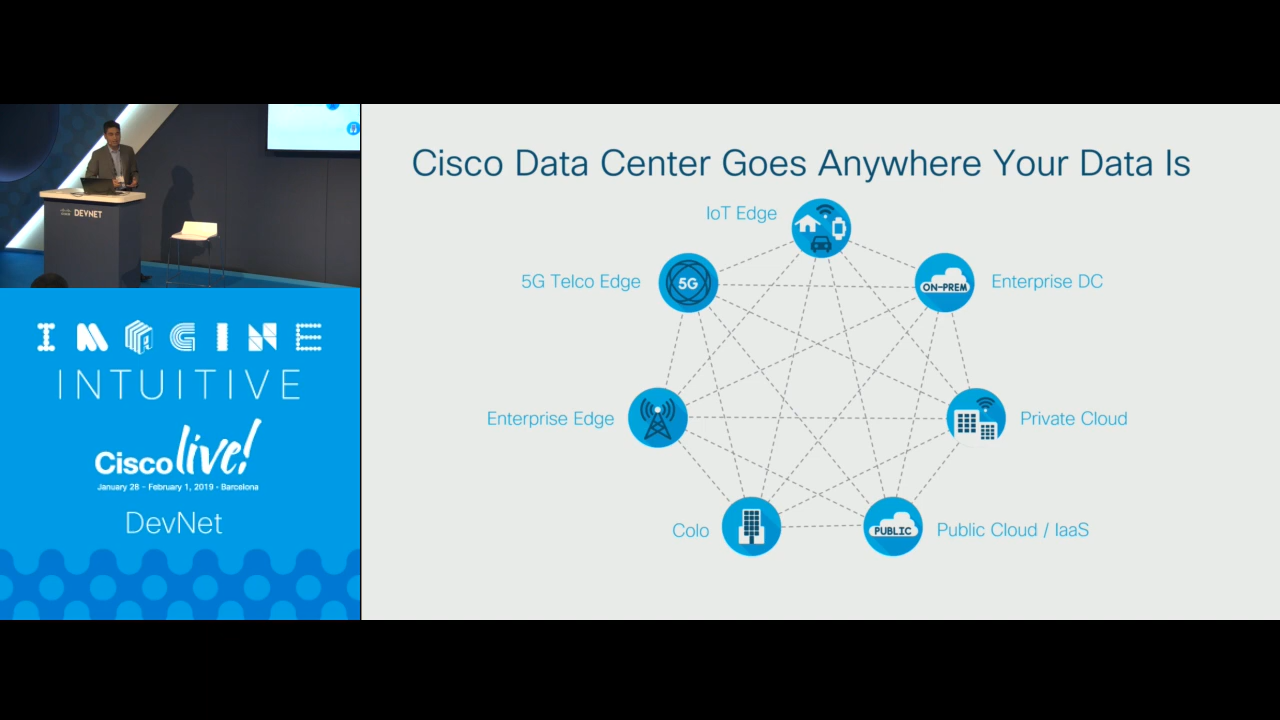 CISCO DEVNET
IMAGINE
INTUITIVE
Cisco live!
January 28 - February 1, 2019 • Barcelona
DevNet
Cisco Data Center Goes Anywhere Your Data Is
IoT Edge
5G Telco Edge
5G
ON-PREM
Enterprise DC
Enterprise Edge
Private Cloud
Colo
PUBLIC
Public Cloud / IaaS